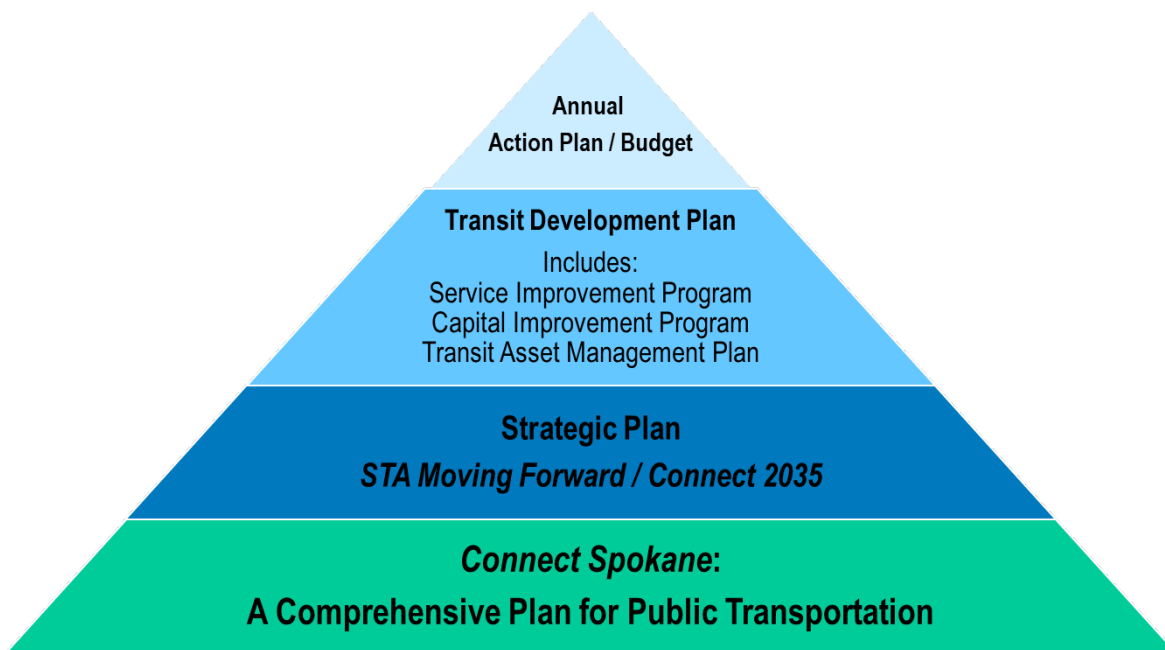 Annual
Action Plan / Budget
Transit Development Plan
Includes:
Service Improvement Program
Capital Improvement Program
Transit Asset Management Plan
Strategic Plan
STA Moving Forward / Connect 2035
Connect Spokane:
A Comprehensive Plan for Public Transportation